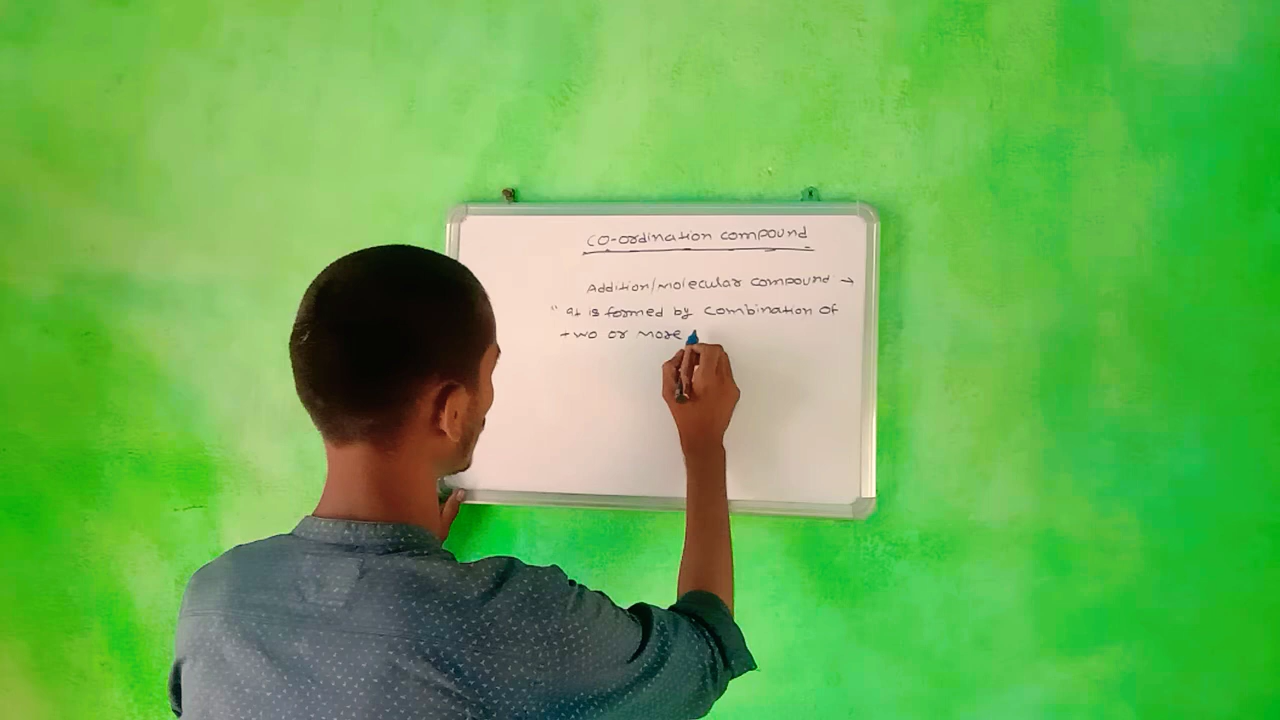 CO-ordination compound
Addition/Molecular compound →
" It is formed by combination of
two or more